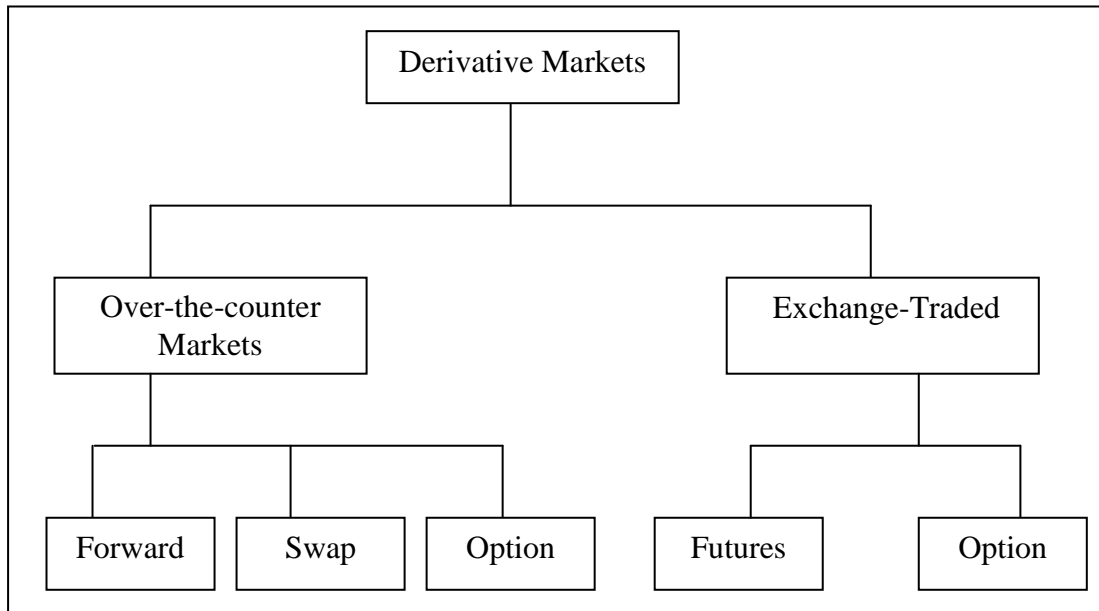 Derivative Markets
Over-the-counter
Markets
Exchange-Traded
Forward
Swap
Option
Futures
Option